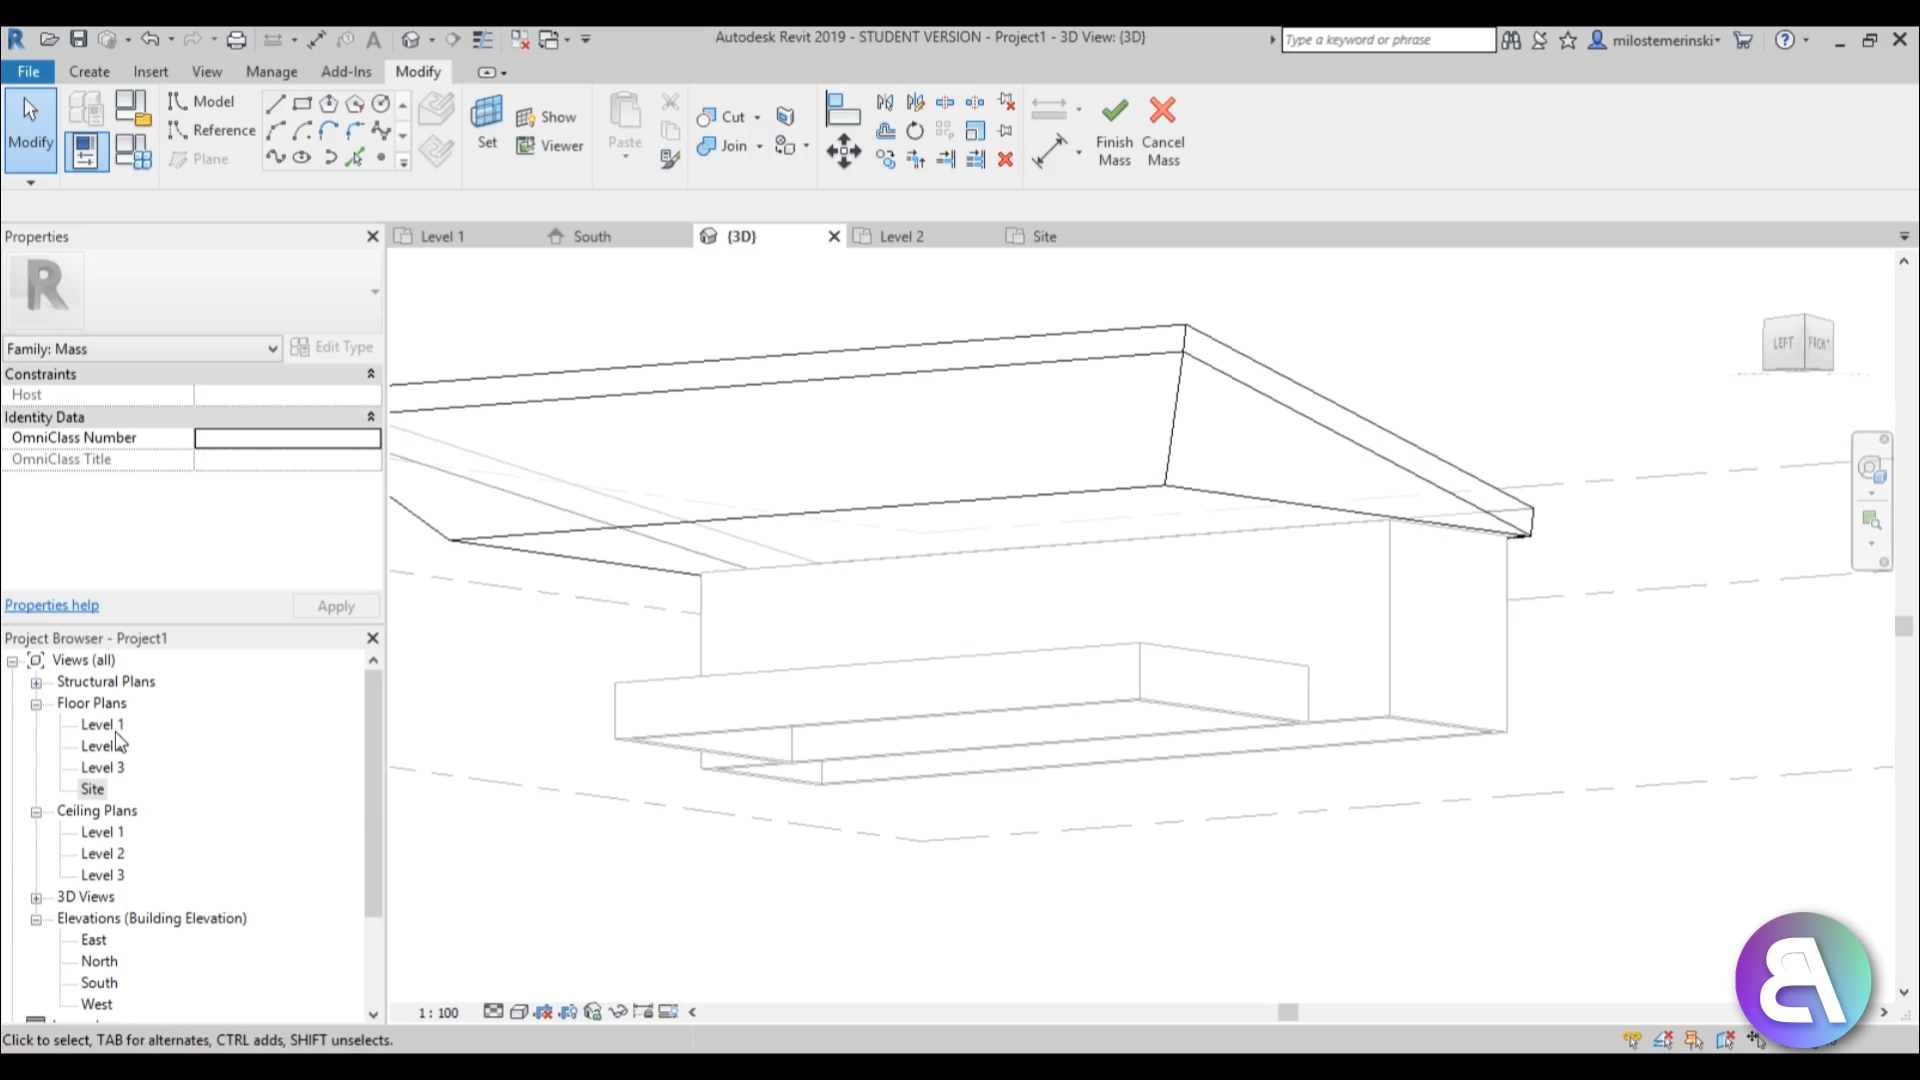 Autodesk Revit 2019 - STUDENT VERSION - Project1 - 3D View: {3D}
Type a keyword or phrase
milostemerinski
File Create Insert View Manage Add-Ins Modify
Modify
Model
Reference
Plane
Set
Show
Viewer
Paste
Cut
Join
Finish Mass
Cancel Mass
Properties
Level 1
South
{3D}
Level 2
Site
R
Family: Mass
Edit Type
Constraints
Host
Identity Data
OmniClass Number
OmniClass Title
LEFT
FRONT
Properties help
Apply
Project Browser - Project1
Views (all)
Structural Plans
Floor Plans
Level 1
Level
Level 3
Site
Ceiling Plans
Level 1
Level 2
Level 3
3D Views
Elevations (Building Elevation)
East
North
South
West
1 : 100
Click to select, TAB for alternates, CTRL adds, SHIFT unselects.